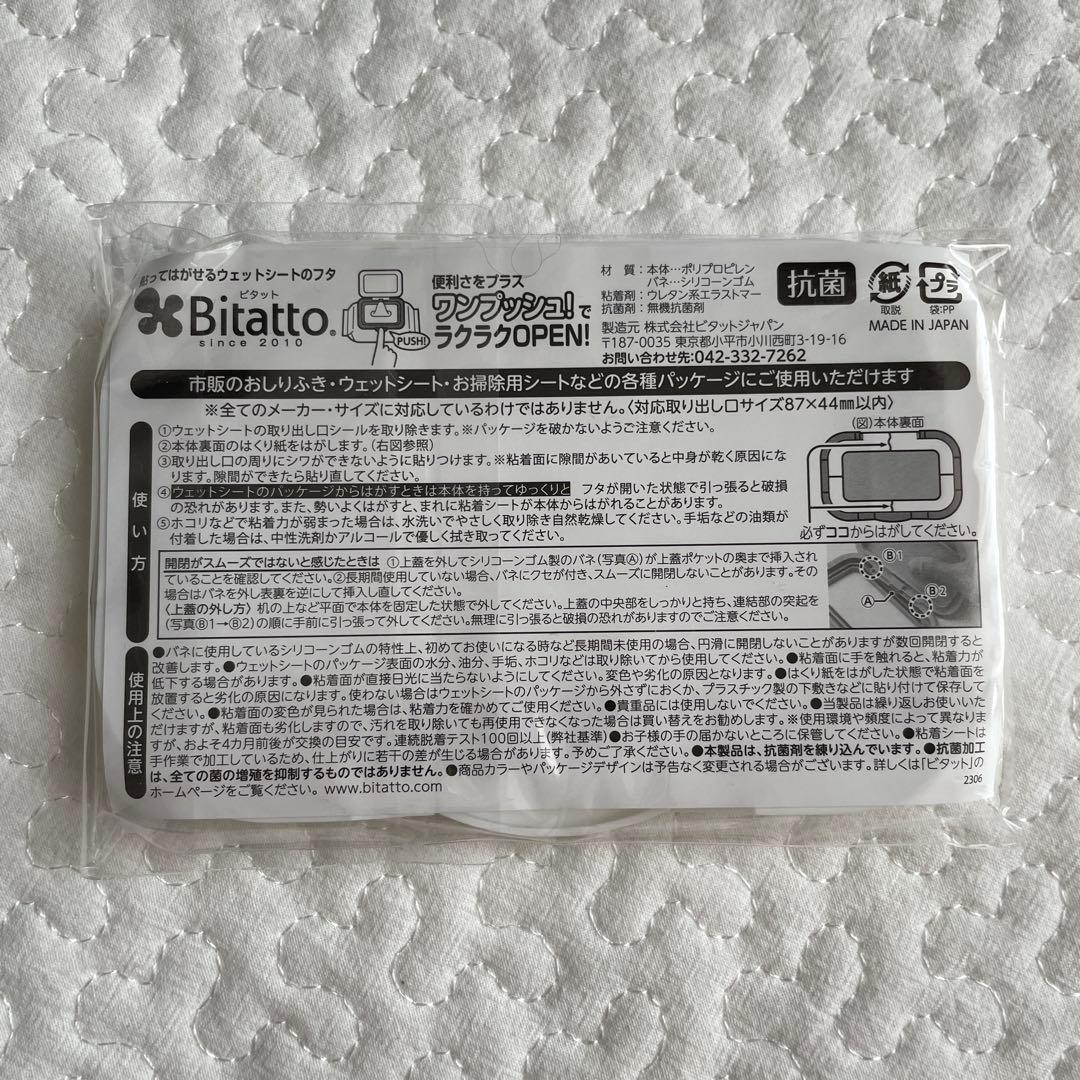 貼ってはがせるウェットシートのフタ
ビタット
Bitatto®
since 2010
便利さをプラス
ワンプッシュ!で
ラクラクOPEN!
PUSH!
材 質:本体…ポリプロピレン
バネ…シリコーンゴム
粘着剤:ウレタン系エラストマー
抗菌剤:無機抗菌剤
製造元 株式会社ビタットジャパン
〒187-0035 東京都小平市小川西町3-19-16
お問い合わせ先:042-332-7262
抗菌
紙
取説
プラ
袋:PP
MADE IN JAPAN
市販のおしりふき・ウェットシート・お掃除用シートなどの各種パッケージにご使用いただけます
※全てのメーカー・サイズに対応しているわけではありません。〈対応取り出し口サイズ87×44㎜以内〉
使い方
①ウェットシートの取り出し口シールを取り除きます。※パッケージを破かないようご注意ください。
②本体裏面のはくり紙をはがします。(右図参照)
③取り出し口の周りにシワができないように貼りつけます。※粘着面に隙間があいていると中身が乾く原因にな
ります。隙間ができたら貼り直してください。
④ウェットシートのパッケージからはがすときは本体を持ってゆっくりと フタが開いた状態で引っ張ると破損
の恐れがあります。また、勢いよくはがすと、まれに粘着シートが本体からはがれることがあります。
⑤ホコリなどで粘着力が弱まった場合は、水洗いでやさしく取り除き自然乾燥してください。手垢などの油類が
付着した場合は、中性洗剤かアルコールで優しく拭き取ってください。
(図)本体裏面
必ずココからはがしてください。
開閉がスムーズではないと感じたときは ①上蓋を外してシリコーンゴム製のバネ(写真Ⓐ)が上蓋ポケットの奥まで挿入され
ていることを確認してください。②長期間使用していない場合、バネにクセが付き、スムーズに開閉しないことがあります。その
場合はバネを外し表裏を逆にして挿入し直してください。
〈上蓋の外し方〉机の上など平面で本体を固定した状態で外してください。上蓋の中央部をしっかりと持ち、連結部の突起を
(写真Ⓑ1→Ⓑ2)の順に手前に引っ張って外してください。無理に引っ張ると破損の恐れがありますのでご注意ください。
Ⓑ1
Ⓐ
Ⓑ2
使用上の注意
●バネに使用しているシリコーンゴムの特性上、初めてお使いになる時など長期間未使用の場合、円滑に開閉しないことがありますが数回開閉すると
改善します。●ウェットシートのパッケージ表面の水分、油分、手垢、ホコリなどは取り除いてから使用してください。●粘着面に手を触れると、粘着力が
低下する場合があります。●粘着面が直接日光に当たらないようにしてください。変色や劣化の原因となります。●はくり紙をはがした状態で粘着面を
放置すると劣化の原因になります。使わない場合はウェットシートのパッケージから外さずにおくか、プラスチック製の下敷きなどに貼り付けて保存して
ください。●粘着面の変色が見られた場合は、粘着力を確かめてご使用ください。●貴重品には使用しないでください。●当製品は繰り返しお使いいた
だけますが、粘着面も劣化しますので、汚れを取り除いても再使用できなくなった場合は買い替えをお勧めします。※使用環境や頻度によって異なりま
すが、およそ4カ月前後が交換の目安です。連続脱着テスト100回以上(弊社基準)●お子様の手の届かないところに保管してください。●粘着シートは
手作業で加工しているため、仕上がりに若干の差が生じる場合があります。予めご了承ください。●本製品は、抗菌剤を練り込んでいます。●抗菌加工
は、全ての菌の増殖を抑制するものではありません。●商品カラーやパッケージデザインは予告なく変更される場合がございます。詳しくは「ビタット」の
ホームページをご覧ください。www.bitatto.com
2306